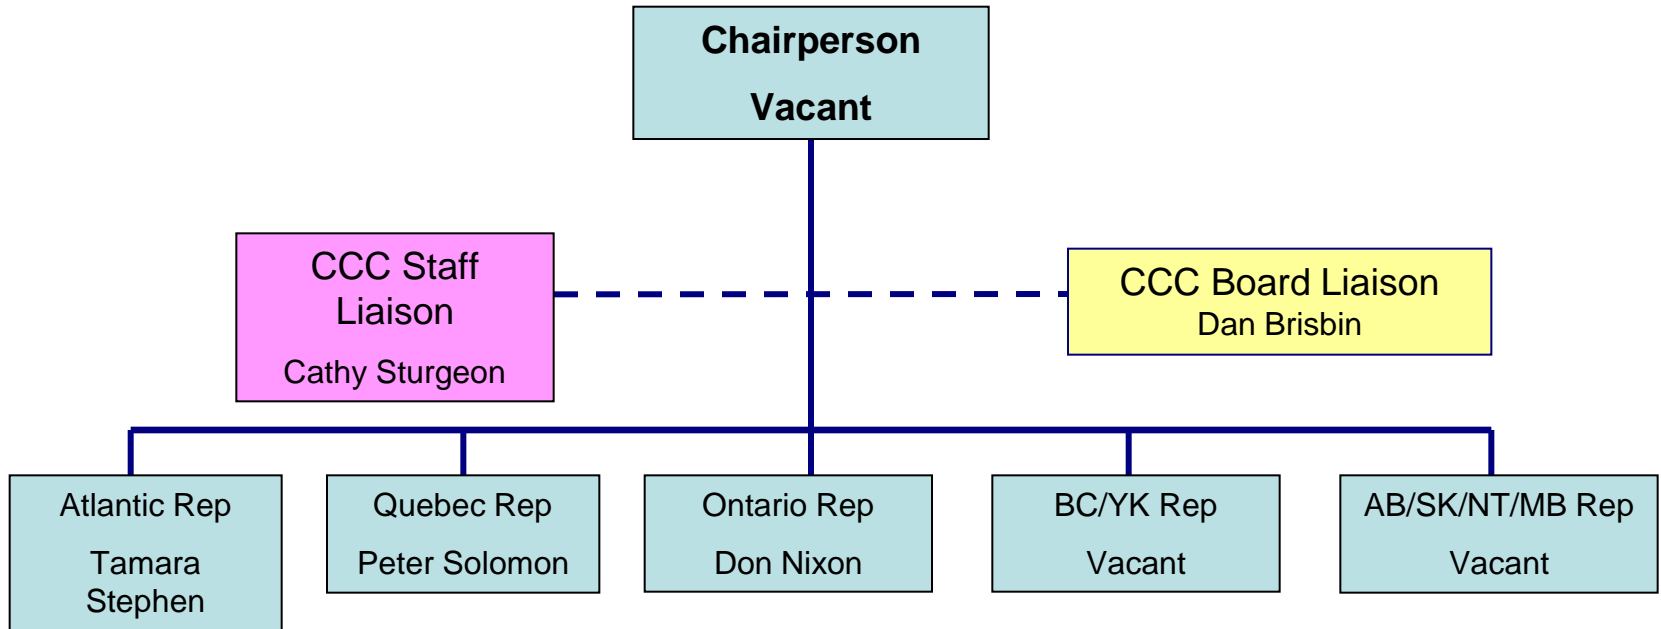 Chairperson
Vacant
CCC Staff
Liaison
Cathy Sturgeon
CCC Board Liaison
Dan Brisbin
Atlantic Rep
Tamara
Stephen
Quebec Rep
Peter Solomon
Ontario Rep
Don Nixon
BC/YK Rep
Vacant
AB/SK/NT/MB Rep
Vacant